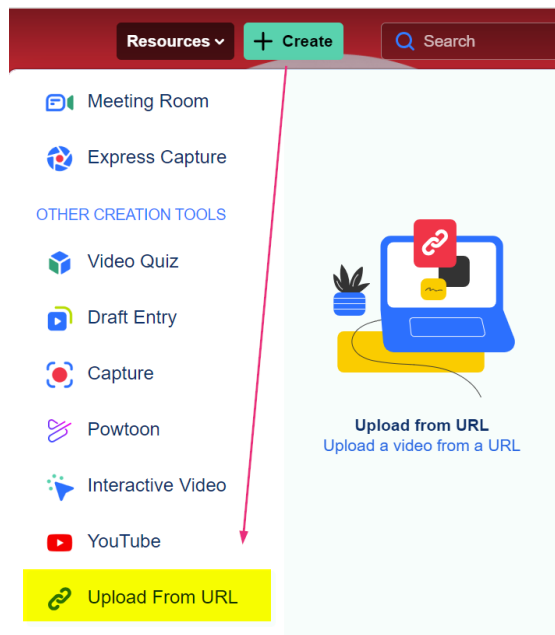 Resources
Create
Search
Meeting Room
Express Capture
OTHER CREATION TOOLS
Video Quiz
Draft Entry
Capture
Powtoon
Interactive Video
YouTube
Upload From URL
Upload from URL
Upload a video from a URL